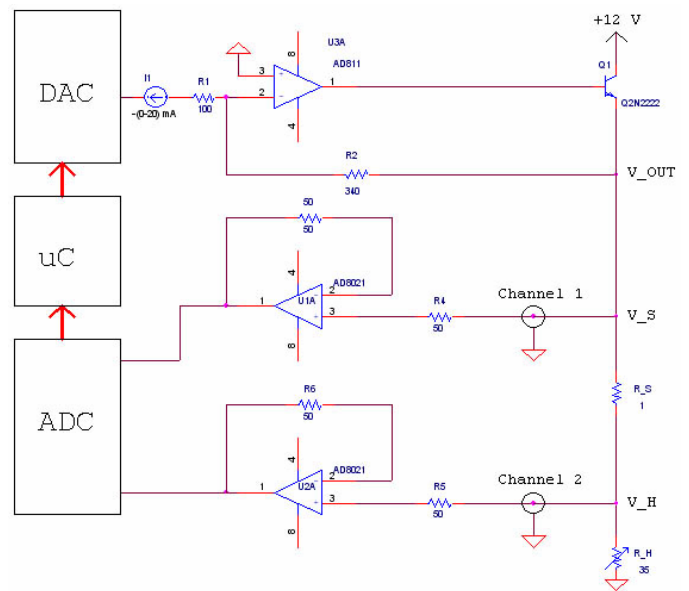 +12 V
U3A
AD811
8
3
+
1
2
-
4
Q1
Q2N2222
DAC
I1
-(0-20) mA
R1
100
R2
340
V_OUT
uC
50
50
4
AD8021
U1A
2
-
1
3
+
8
R4
50
Channel 1
V_S
R_S
1
ADC
R6
50
4
AD8021
U2A
2
-
1
3
+
8
R5
50
Channel 2
V_H
R_H
35